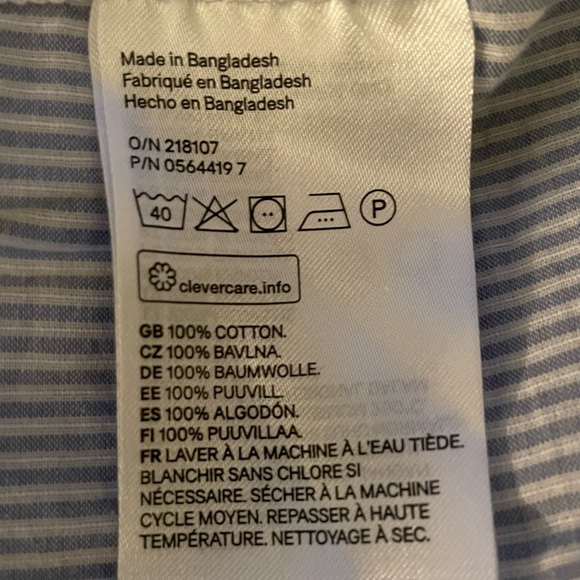 Made in Bangladesh
Fabriqué en Bangladesh
Hecho en Bangladesh
O/N 218107
P/N 0564419 7
40 P
clevercare.info
GB 100% COTTON.
CZ 100% BAVLNA.
DE 100% BAUMWOLLE.
EE 100% PUUVILL.
ES 100% ALGODÓN.
FI 100% PUUVILLAA.
FR LAVER À LA MACHINE À L'EAU TIÈDE.
BLANCHIR SANS CHLORE SI
NÉCESSAIRE. SÉCHER À LA MACHINE
CYCLE MOYEN. REPASSER À HAUTE
TEMPÉRATURE. NETTOYAGE À SEC.